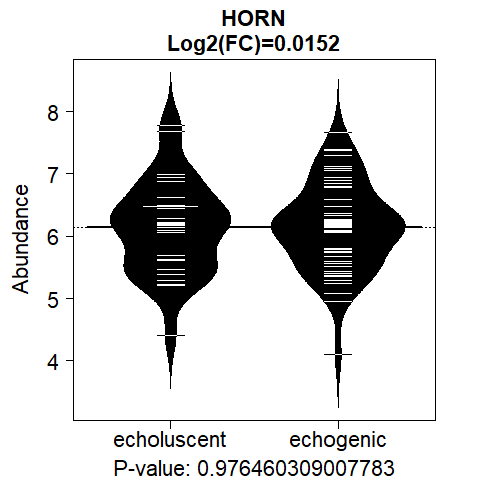 HORN
Log2(FC)=0.0152
Abundance
8
7
6
5
4
echoluscent
echogenic
P-value: 0.976460309007783